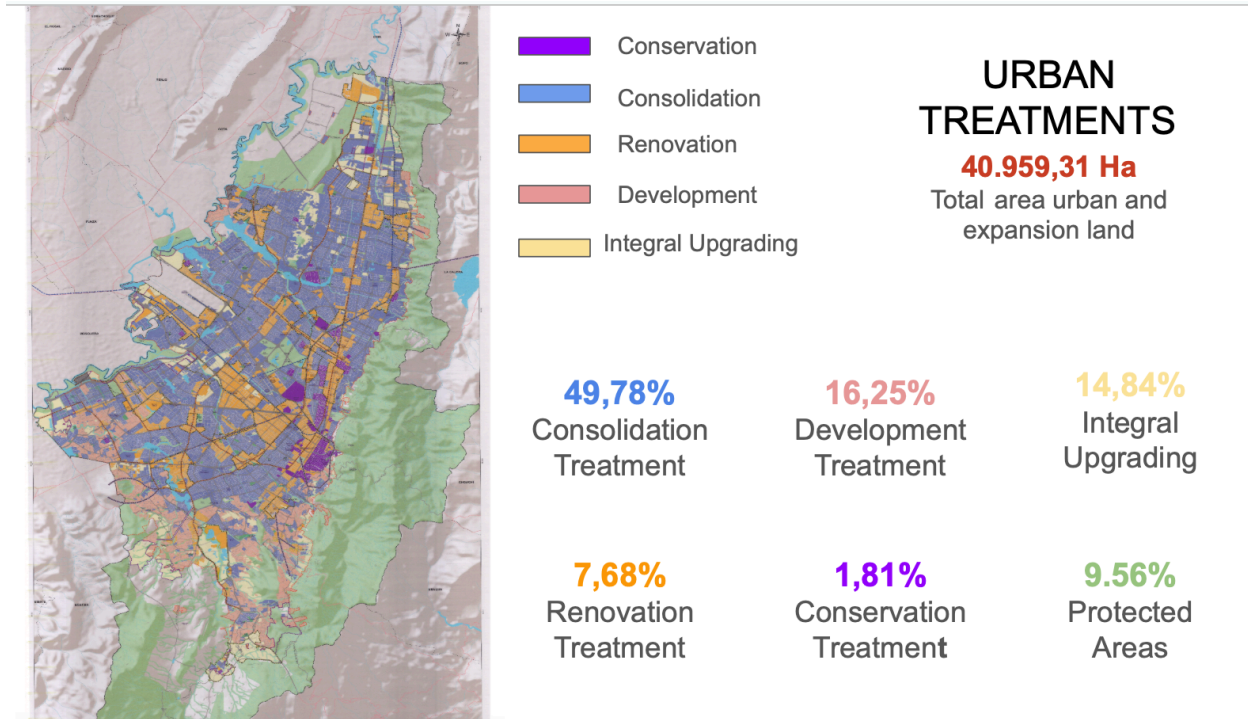 Conservation
Consolidation
Renovation
Development
Integral Upgrading
URBAN
TREATMENTS
40.959,31 Ha
Total area urban and
expansion land
49,78%
Consolidation
Treatment
16,25%
Development
Treatment
14,84%
Integral
Upgrading
7,68%
Renovation
Treatment
1,81%
Conservation
Treatment
9.56%
Protected
Areas